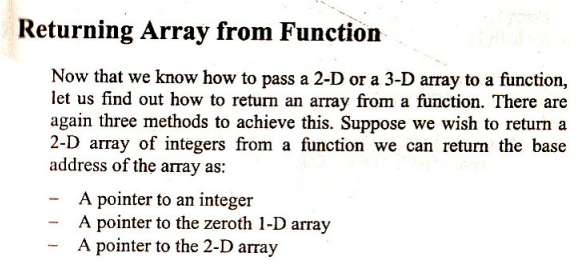 Returning Array from Function
Now that we know how to pass a 2-D or a 3-D array to a function,
let us find out how to return an array from a function. There are
again three methods to achieve this. Suppose we wish to return a
2-D array of integers from a function we can return the base
address of the array as:
– A pointer to an integer
– A pointer to the zeroth 1-D array
– A pointer to the 2-D array